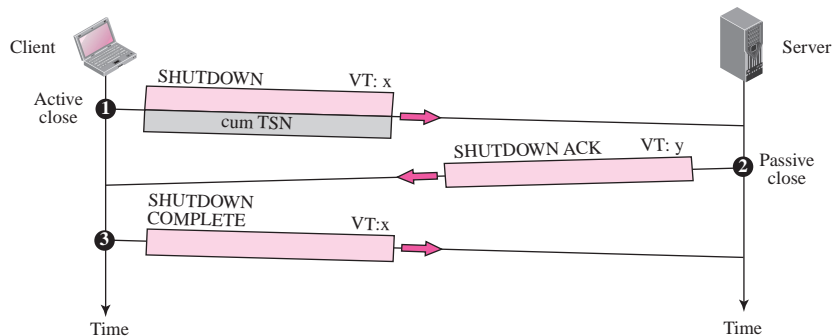 Client
Server
SHUTDOWN VT: x
Active
close
1
cum TSN
SHUTDOWN ACK VT: y
2
Passive
close
SHUTDOWN
COMPLETE VT:x
3
Time
Time